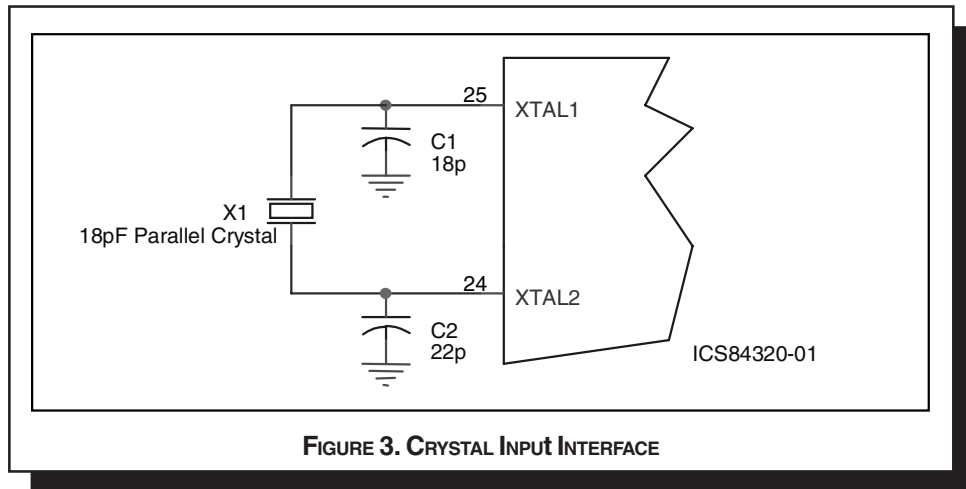 25
XTAL1
C1
18p
X1
18pF Parallel Crystal
24
XTAL2
C2
22p
ICS84320-01
FIGURE 3. CRYSTAL INPUt INTERFACE